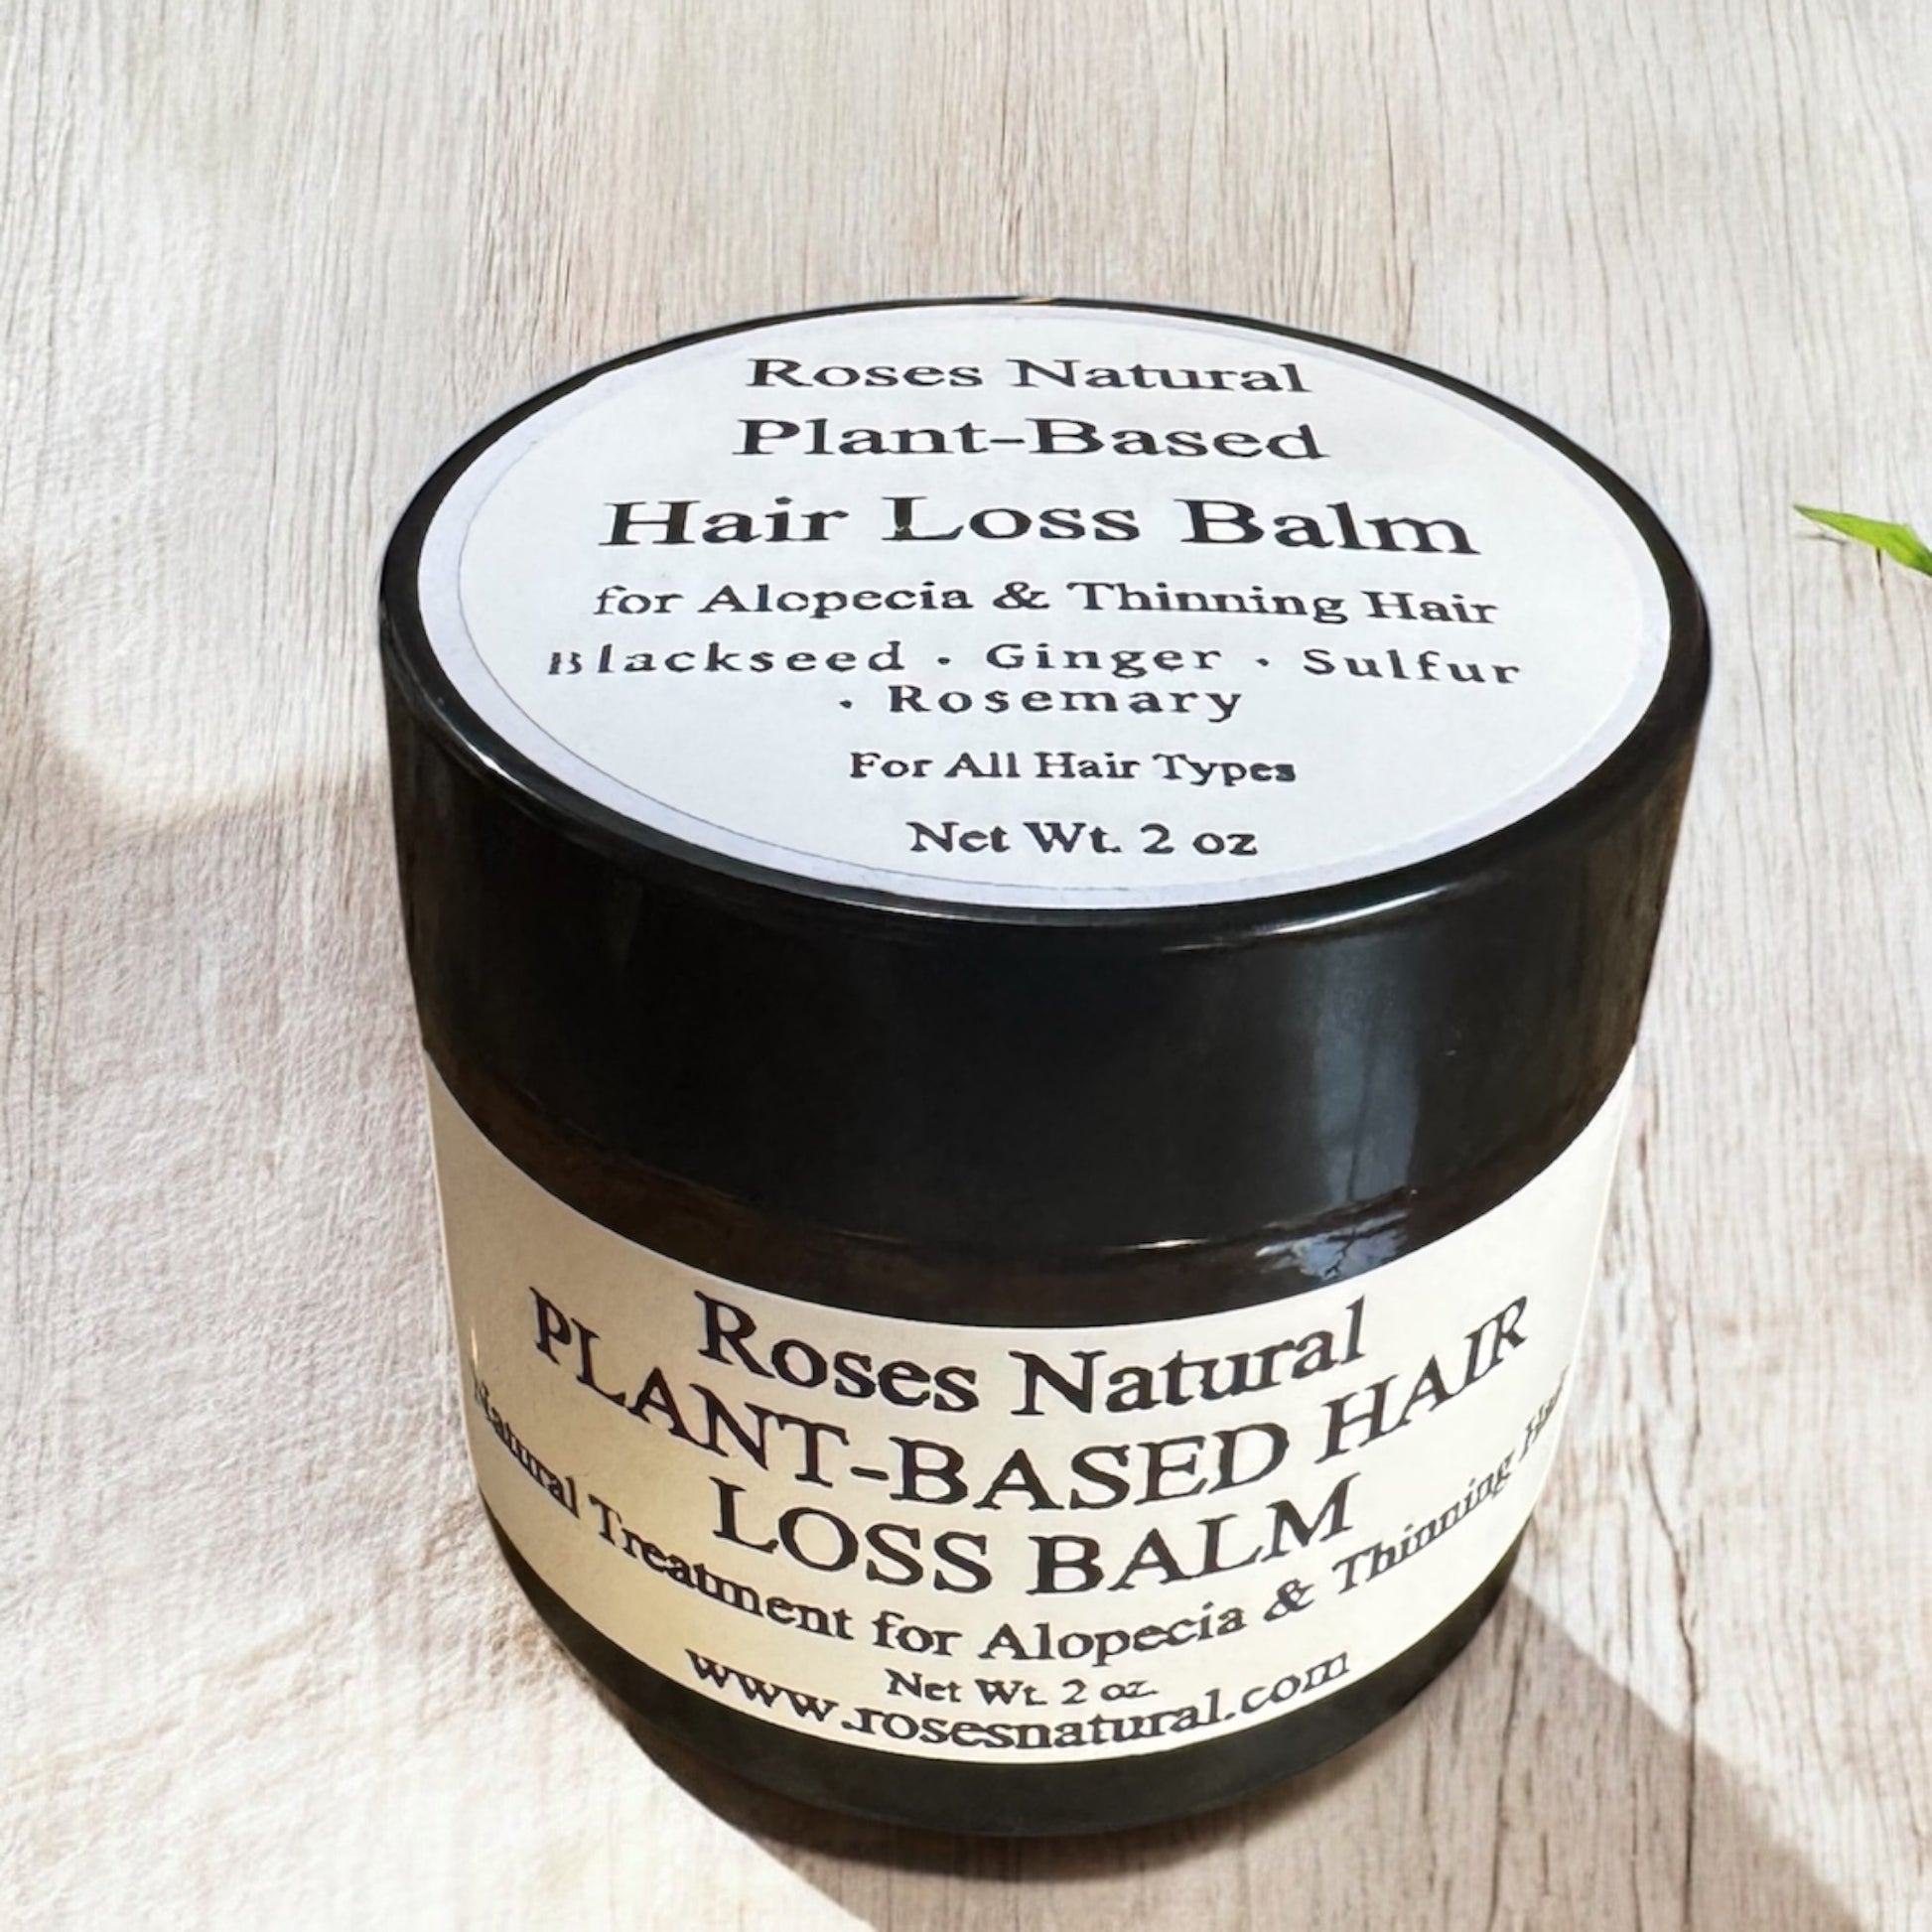 Roses Natural
Plant-Based
Hair Loss Balm
for Alopecia & Thinning Hair
Blackseed · Ginger · Sulfur
· Rosemary
For All Hair Types
Net Wt. 2 oz
Roses Natural
PLANT-BASED HAIR
LOSS BALM
Natural Treatment for Alopecia & Thinning Hair
Net Wt. 2 oz.
www.rosesnatural.com